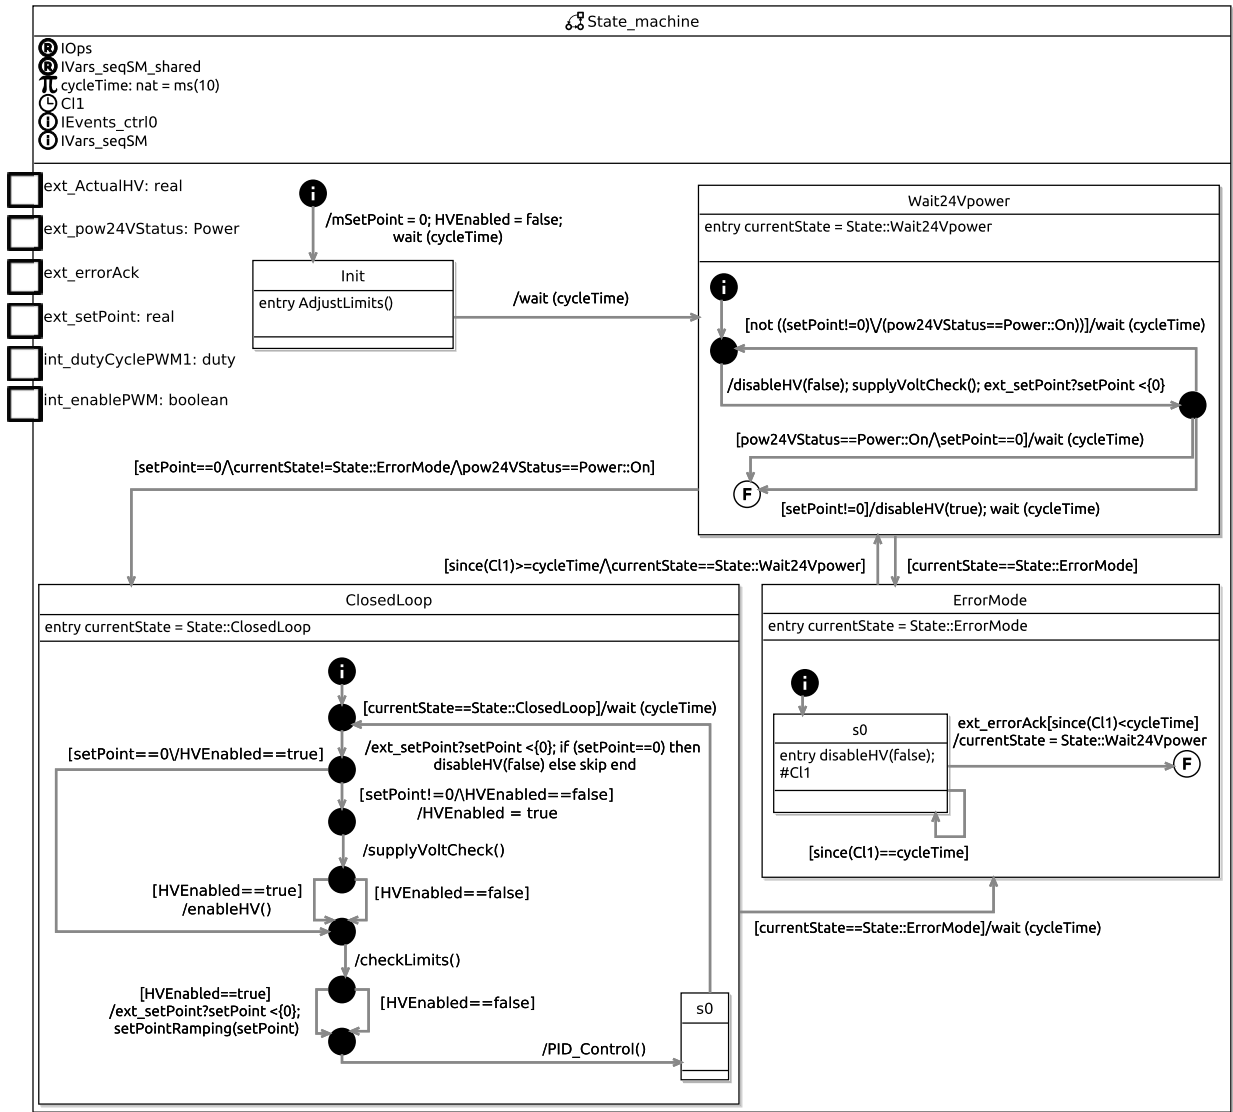 State_machine
R IOps
R IVars_seqSM_shared
π cycleTime: nat = ms(10)
Cl1
i IEvents_ctrl0
i IVars_seqSM
ext_ActualHV: real
ext_pow24VStatus: Power
ext_errorAck
ext_setPoint: real
int_dutyCyclePWM1: duty
int_enablePWM: boolean
i
/mSetPoint = 0; HVEnabled = false;
wait (cycleTime)
Init
entry AdjustLimits()
/wait (cycleTime)
Wait24Vpower
entry currentState = State::Wait24Vpower
i
[not ((setPoint!=0)\/(pow24VStatus==Power::On))]/wait (cycleTime)
/disableHV(false); supplyVoltCheck(); ext_setPoint?setPoint <{0}
[pow24VStatus==Power::On/\setPoint==0]/wait (cycleTime)
F
[setPoint!=0]/disableHV(true); wait (cycleTime)
[setPoint==0/\currentState!=State::ErrorMode/\pow24VStatus==Power::On]
[since(Cl1)>=cycleTime/\currentState==State::Wait24Vpower]
[currentState==State::ErrorMode]
ClosedLoop
entry currentState = State::ClosedLoop
i
[currentState==State::ClosedLoop]/wait (cycleTime)
[setPoint==0\/HVEnabled==true]
/ext_setPoint?setPoint <{0}; if (setPoint==0) then
disableHV(false) else skip end
[setPoint!=0/\HVEnabled==false]
/HVEnabled = true
/supplyVoltCheck()
[HVEnabled==true]
/enableHV()
[HVEnabled==false]
/checkLimits()
[HVEnabled==true]
/ext_setPoint?setPoint <{0};
setPointRamping(setPoint)
[HVEnabled==false]
/PID_Control()
s0
ErrorMode
entry currentState = State::ErrorMode
i
s0
entry disableHV(false);
#Cl1
ext_errorAck[since(Cl1)<cycleTime]
/currentState = State::Wait24Vpower
F
[since(Cl1)==cycleTime]
[currentState==State::ErrorMode]/wait (cycleTime)